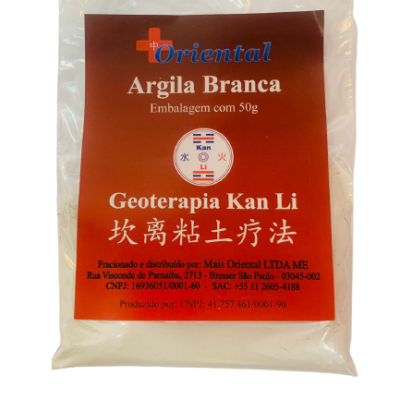 中
Oriental
Argila Branca
Embalagem com 50g
Kan
水 火
LI
Geoterapia Kan Li
坎离粘土疗法
Fracionado e distribuído por: Mais Oriental LTDA ME
Rua Visconde de Parnaíba, 2713 - Bresser São Paulo - 03045-002
CNPJ: 16936051/0001-60 - SAC: +55 11 2605-4188
Produzido por: CNPJ: 41.757.461/0001-90